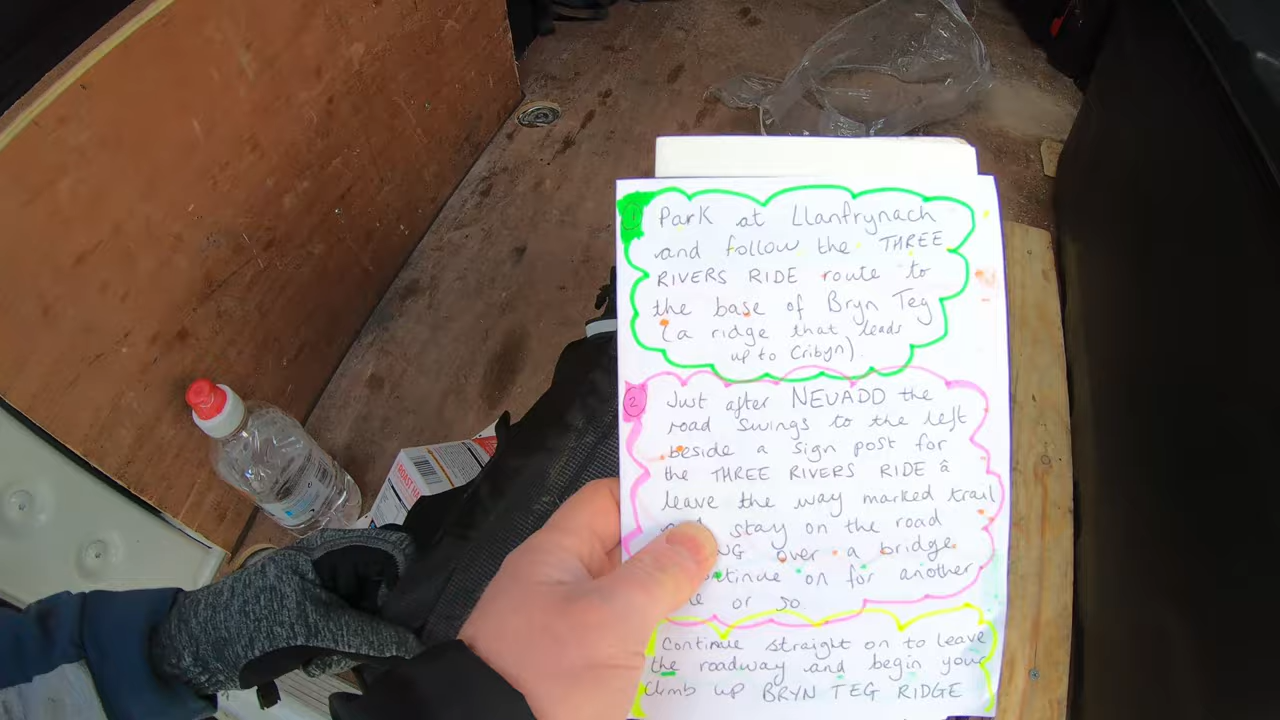 1
Park at Llanfrynach
and follow the THREE
RIVERS RIDE route to
the base of Bryn Teg
(a ridge that leads
up to Cribyn).
2
Just after NEUADD the
road swings to the left
beside a sign post for
the THREE RIVERS RIDE â
leave the way marked trail
stay on the road
over a bridge.
on for another
or so.
Continue straight on to leave
the roadway and begin your
climb up BRYN TEG RIDGE